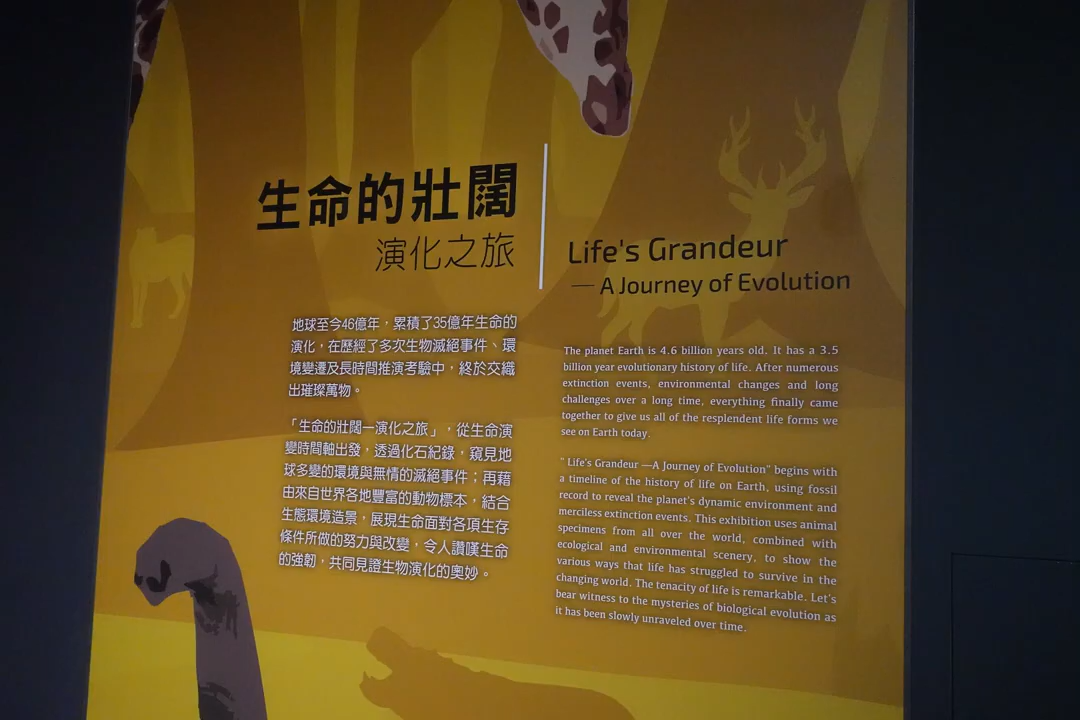 生命的壯闊
演化之旅
Life's Grandeur
— A Journey of Evolution
地球至今46億年，累積了35億年生命的
演化，在歷經了多次生物滅絕事件、環
境變遷及長時間推演考驗中，終於交織
出璀璨萬物。
「生命的壯闊—演化之旅」，從生命演
變時間軸出發，透過化石紀錄，窺見地
球多變的環境與無情的滅絕事件；再藉
由來自世界各地豐富的動物標本，結合
生態環境造景，展現生命面對各項生存
條件所做的努力與改變，令人讚嘆生命
的強韌，共同見證生物演化的奧妙。
The planet Earth is 4.6 billion years old. It has a 3.5
billion year evolutionary history of life. After numerous
extinction events, environmental changes and long
challenges over a long time, everything finally came
together to give us all of the resplendent life forms we
see on Earth today.
" Life's Grandeur —A Journey of Evolution" begins with
a timeline of the history of life on Earth, using fossil
record to reveal the planet's dynamic environment and
merciless extinction events. This exhibition uses animal
specimens from all over the world, combined with
ecological and environmental scenery, to show the
various ways that life has struggled to survive in the
changing world. The tenacity of life is remarkable. Let's
bear witness to the mysteries of biological evolution as
it has been slowly unraveled over time.